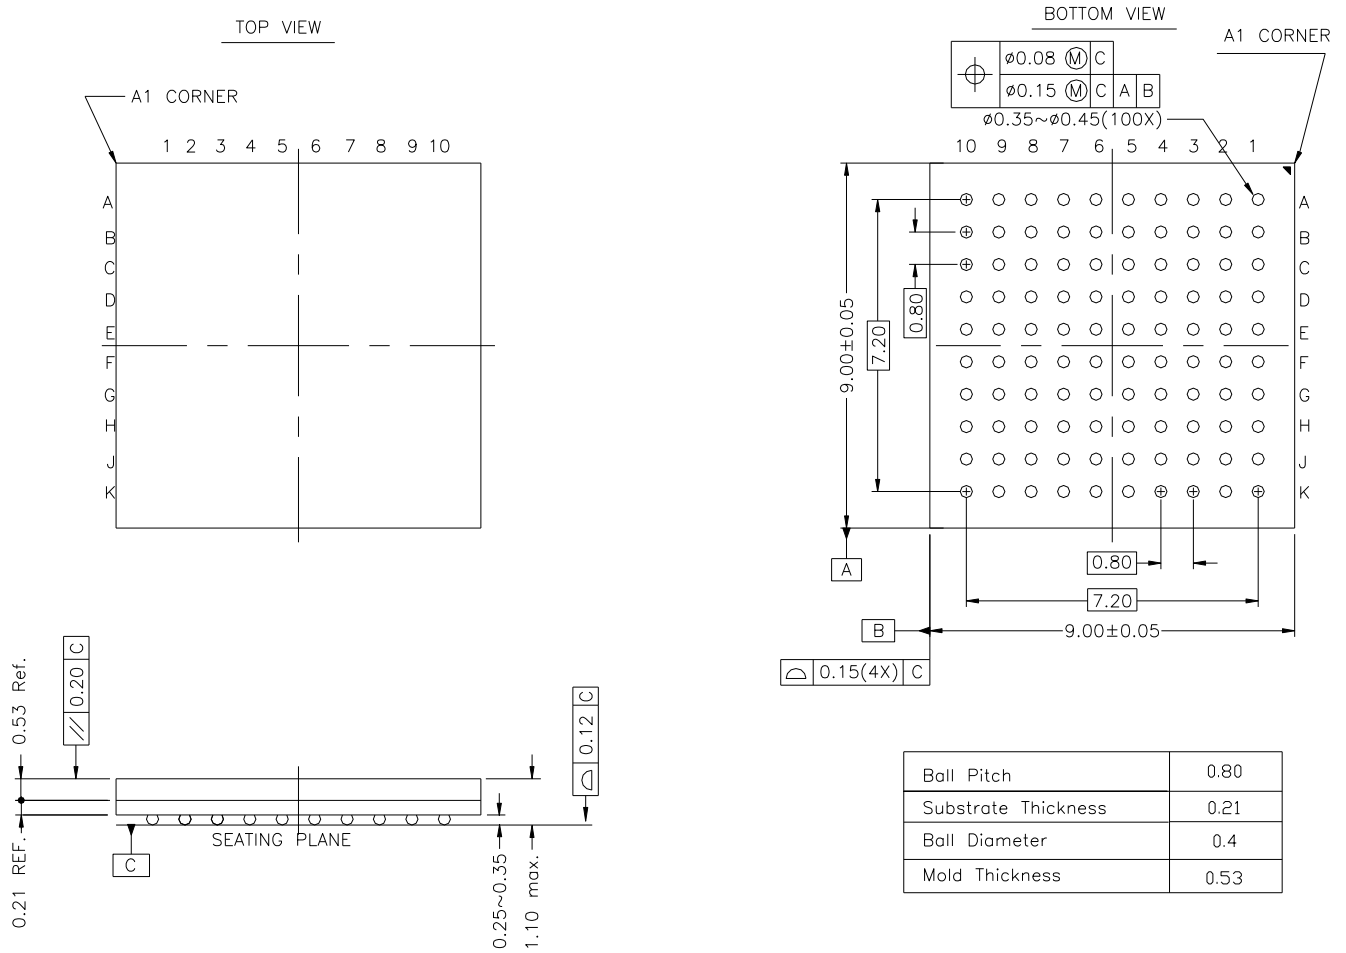 TOP VIEW
A1 CORNER
1 2 3 4 5 6 7 8 9 10
A
B
C
D
E
F
G
H
J
K
BOTTOM VIEW
A1 CORNER
⌀0.08 Ⓜ C
⌀0.15 Ⓜ C A B
⌀0.35~⌀0.45(100X)
10 9 8 7 6 5 4 3 2 1
A
B
C
D
E
F
G
H
J
K
0.80
7.20
9.00±0.05
A
0.80
7.20
B
9.00±0.05
0.15(4X) C
0.53 Ref.
// 0.20 C
0.12 C
SEATING PLANE
C
0.21 REF.
0.25~0.35
1.10 max.
Ball Pitch 0.80
Substrate Thickness 0.21
Ball Diameter 0.4
Mold Thickness 0.53